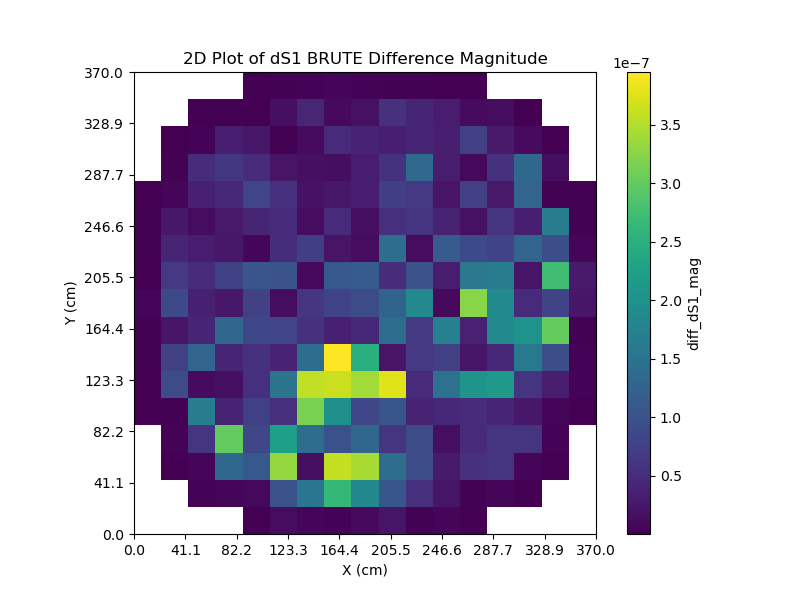 2D Plot of dS1 BRUTE Difference Magnitude
1e−7
370.0
328.9
287.7
246.6
205.5
164.4
123.3
82.2
41.1
0.0
Y (cm)
0.0 41.1 82.2 123.3 164.4 205.5 246.6 287.7 328.9 370.0
X (cm)
3.5
3.0
2.5
2.0
1.5
1.0
0.5
diff_dS1_mag